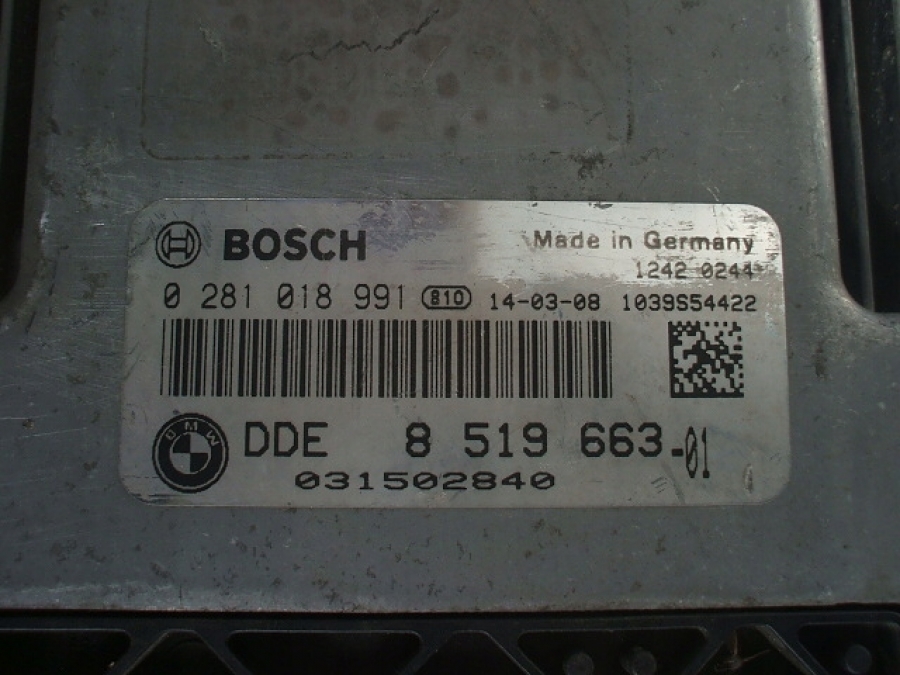 BOSCH
Made in Germany
1242 0244
0 281 018 991 810 14-03-08 1039S54422
BMW
DDE 8 519 663-01
031502840